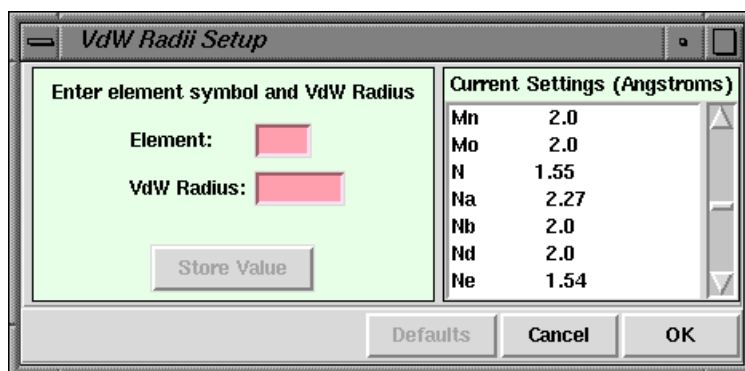 VdW Radii Setup
Enter element symbol and VdW Radius
Element:
VdW Radius:
Store Value
Current Settings (Angstroms)
Mn 2.0
Mo 2.0
N 1.55
Na 2.27
Nb 2.0
Nd 2.0
Ne 1.54
Defaults
Cancel
OK